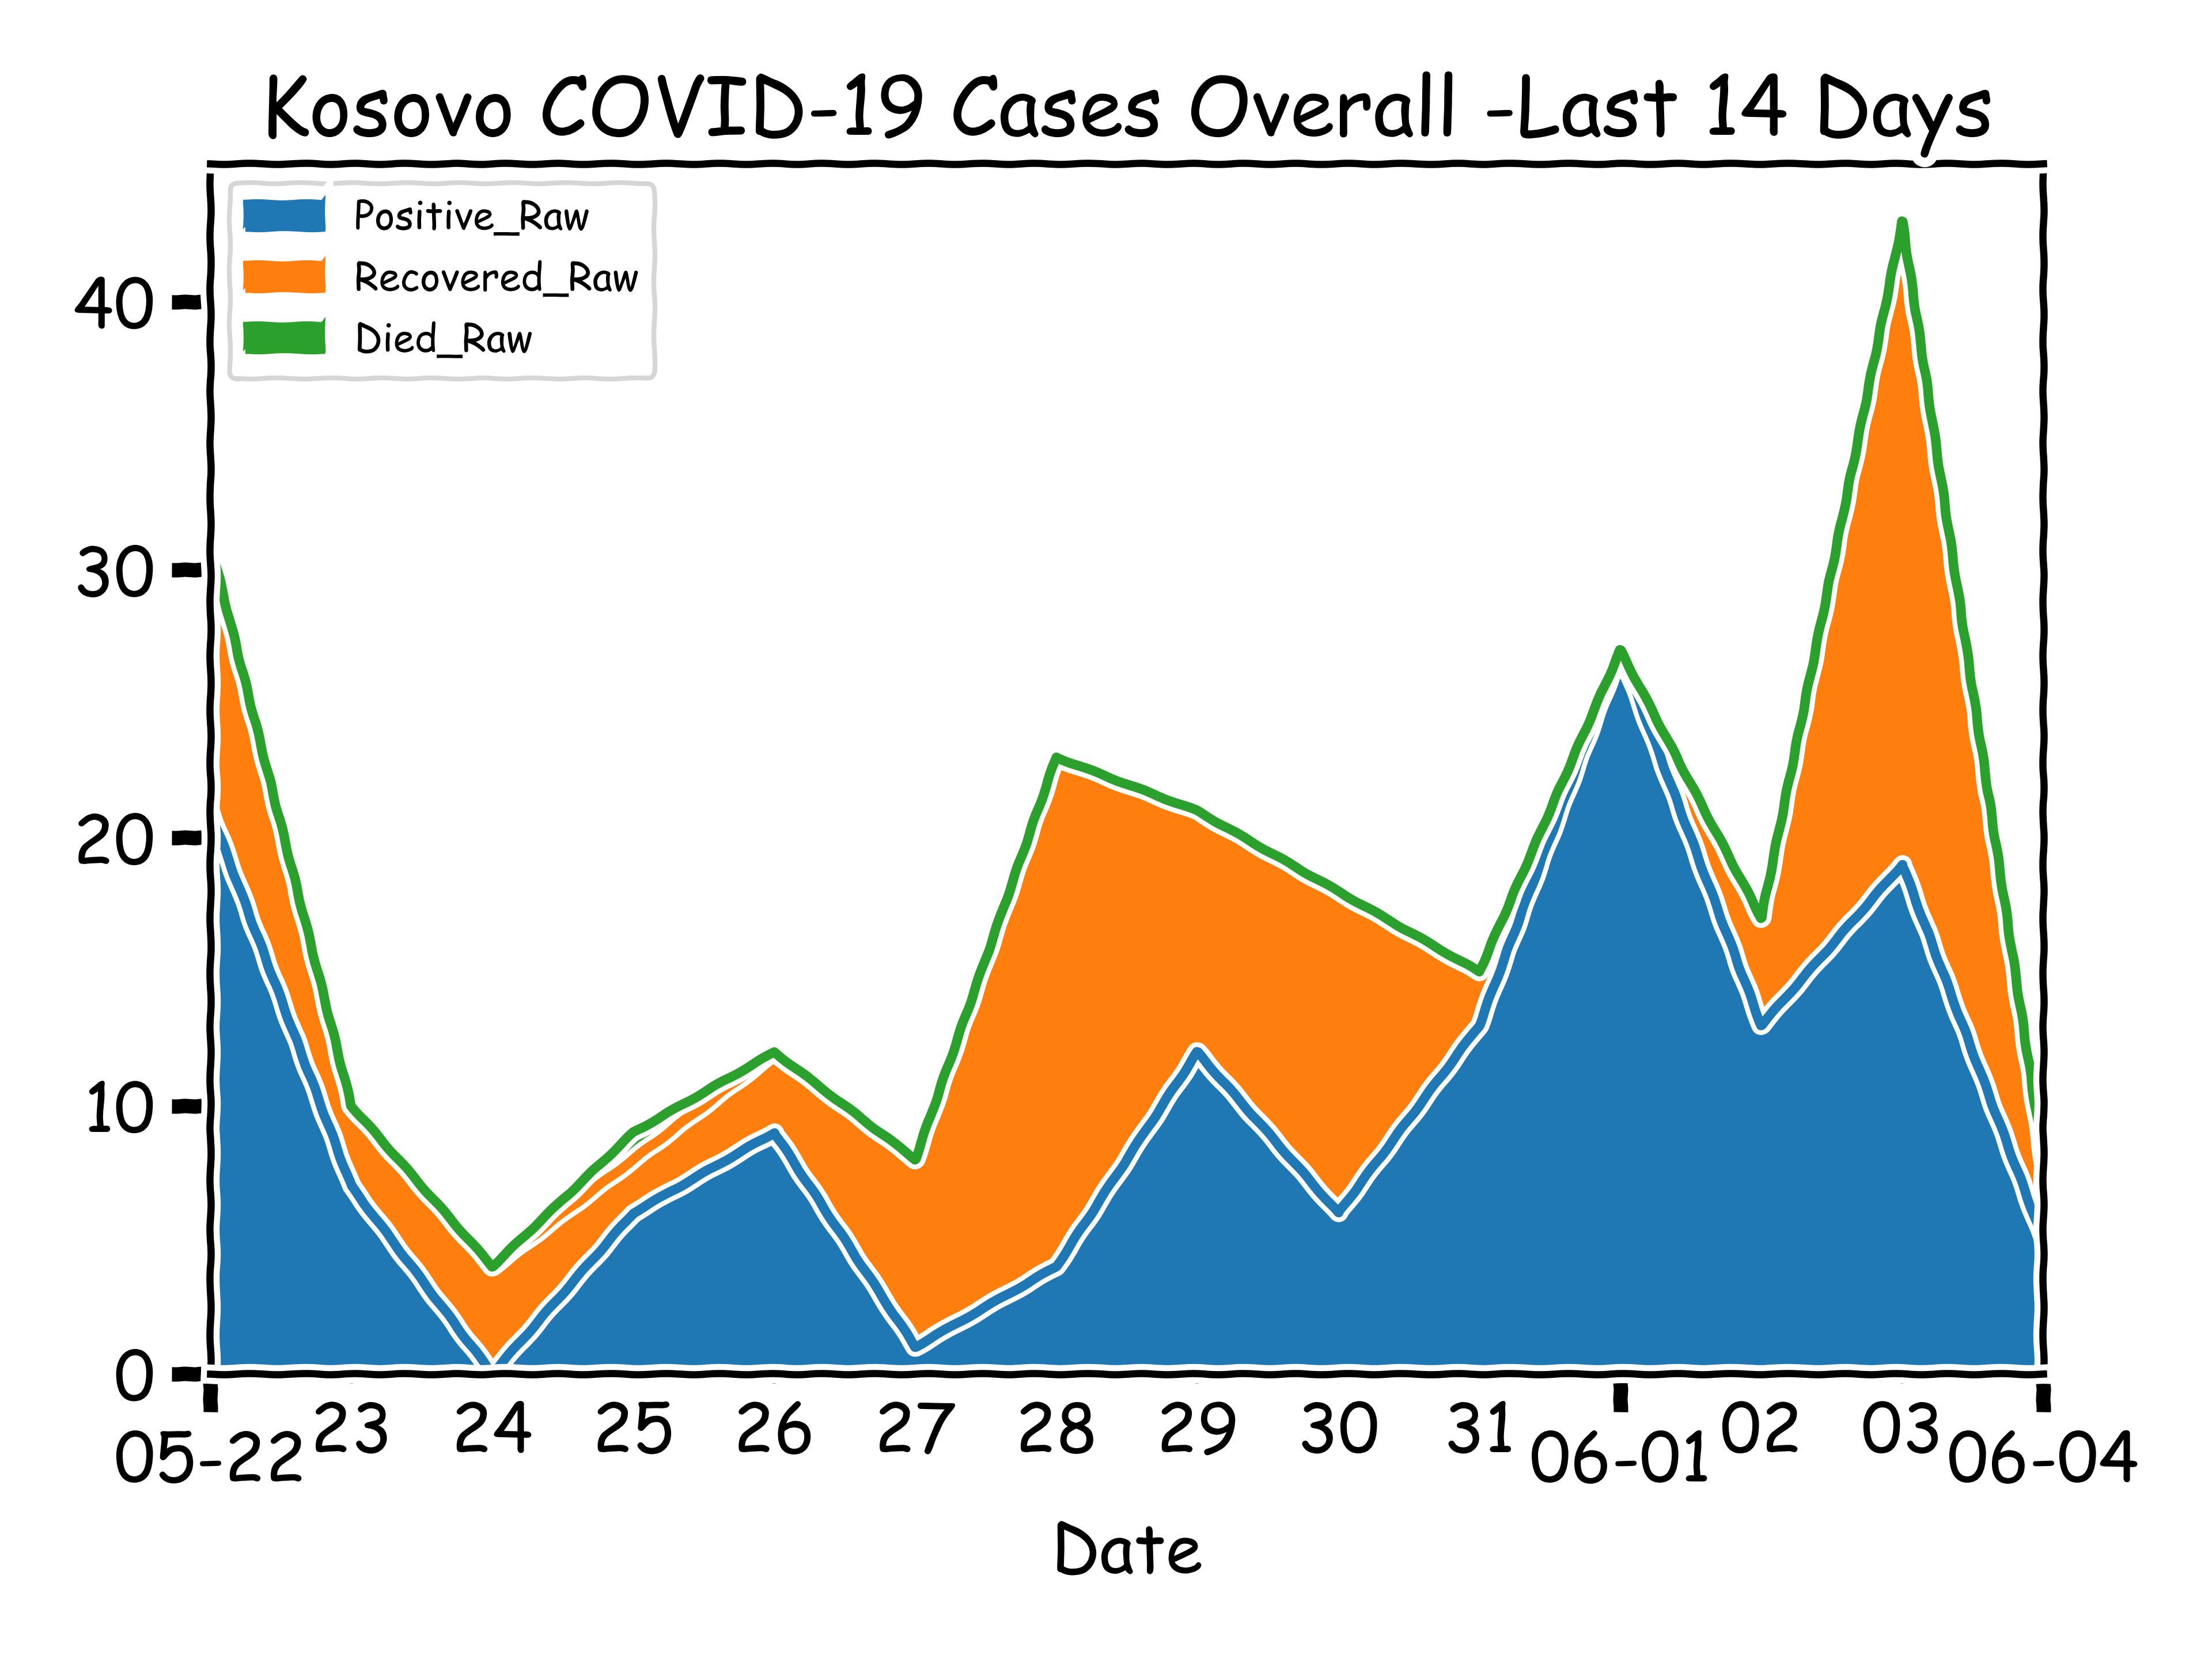 Kosovo COVID-19 Cases Overall -Last 14 Days
Positive_Raw
Recovered_Raw
Died_Raw
40
30
20
10
0
05-22 23 24 25 26 27 28 29 30 31 06-01 02 03 06-04
Date